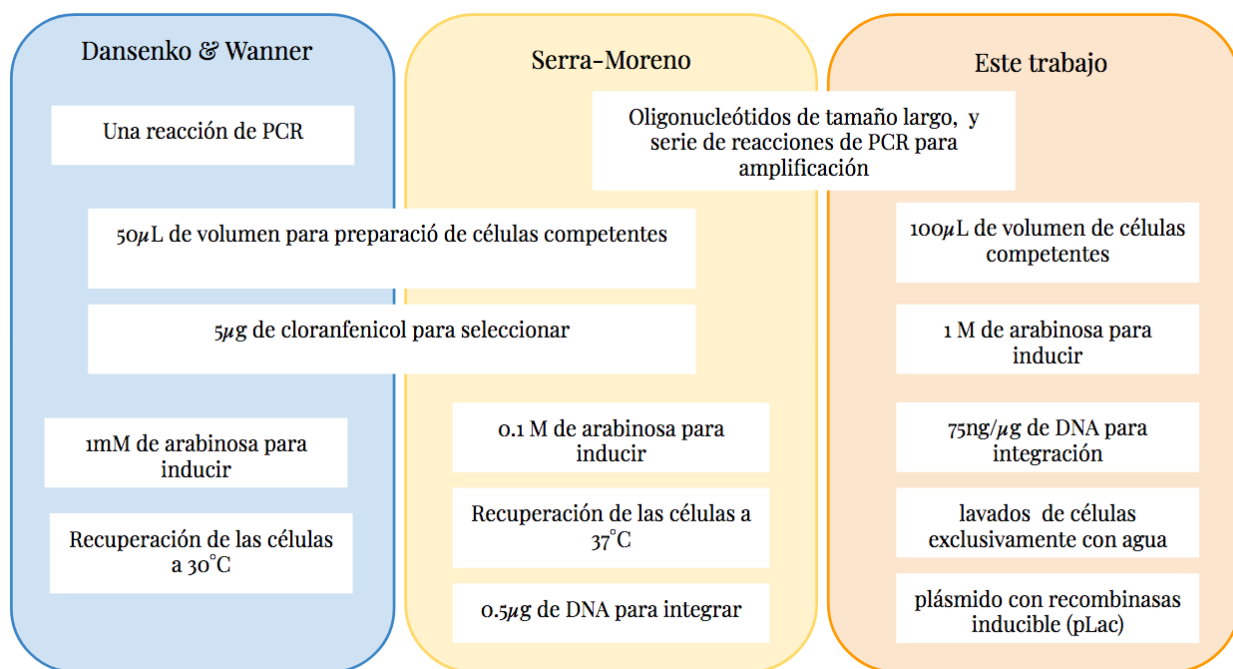 Dansenko & Wanner
Serra-Moreno
Este trabajo
Una reacción de PCR
Oligonucleótidos de tamaño largo, y
serie de reacciones de PCR para
amplificación
50µL de volumen para preparació de células competentes
100µL de volumen de células
competentes
5µg de cloranfenicol para seleccionar
1 M de arabinosa para
inducir
1mM de arabinosa para
inducir
0.1 M de arabinosa para
inducir
75ng/µg de DNA para
integración
Recuperación de las células
a 30°C
Recuperación de las células a
37°C
lavados de células
exclusivamente con agua
0.5µg de DNA para integrar
plásmido con recombinasas
inducible (pLac)